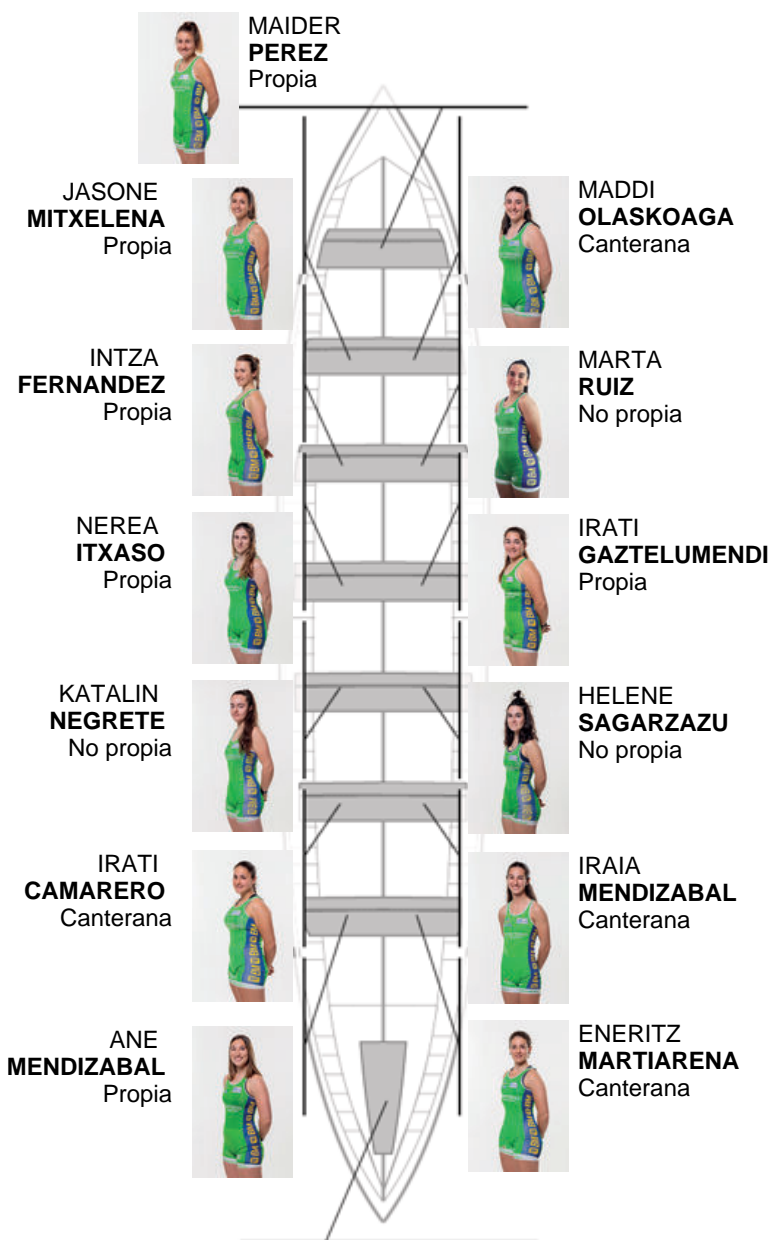 MAIDER
PEREZ
Propia
JASONE
MITXELENA
Propia
MADDI
OLASKOAGA
Canterana
INTZA
FERNANDEZ
Propia
MARTA
RUIZ
No propia
NEREA
ITXASO
Propia
IRATI
GAZTELUMENDI
Propia
KATALIN
NEGRETE
No propia
HELENE
SAGARZAZU
No propia
IRATI
CAMARERO
Canterana
IRAIA
MENDIZABAL
Canterana
ANE
MENDIZABAL
Propia
ENERITZ
MARTIARENA
Canterana